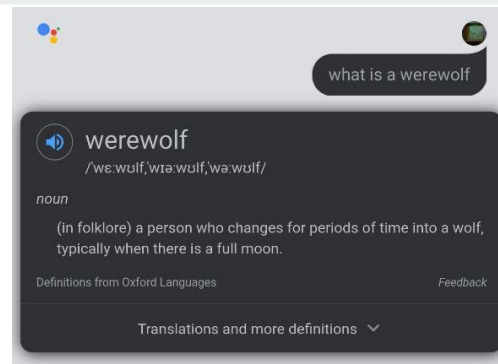 what is a werewolf
werewolf
/ˈwɛːwʊlf,ˈwɪəːwʊlf,ˈwəːwʊlf/
noun
(in folklore) a person who changes for periods of time into a wolf,
typically when there is a full moon.
Definitions from Oxford Languages Feedback
Translations and more definitions